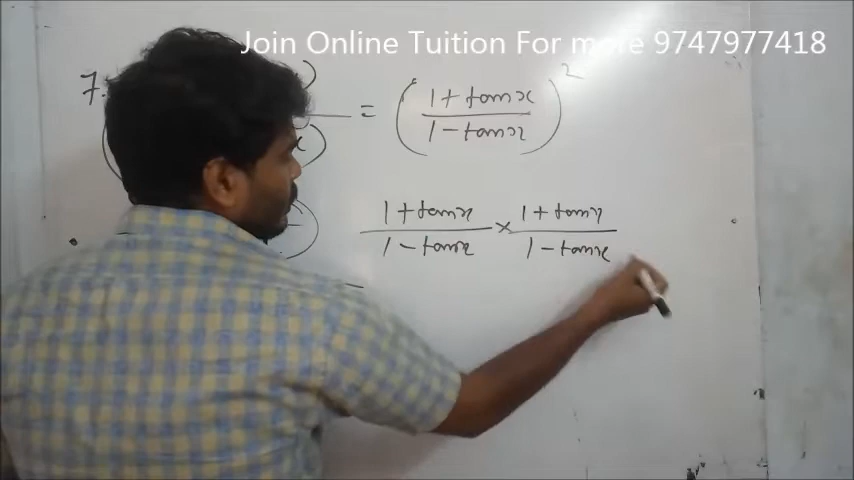 Join Online Tuition For more 9747977418
7. ) = (1+tanx / 1-tanx)²
x)
1+tanx / 1-tanx × 1+tanx / 1-tanx